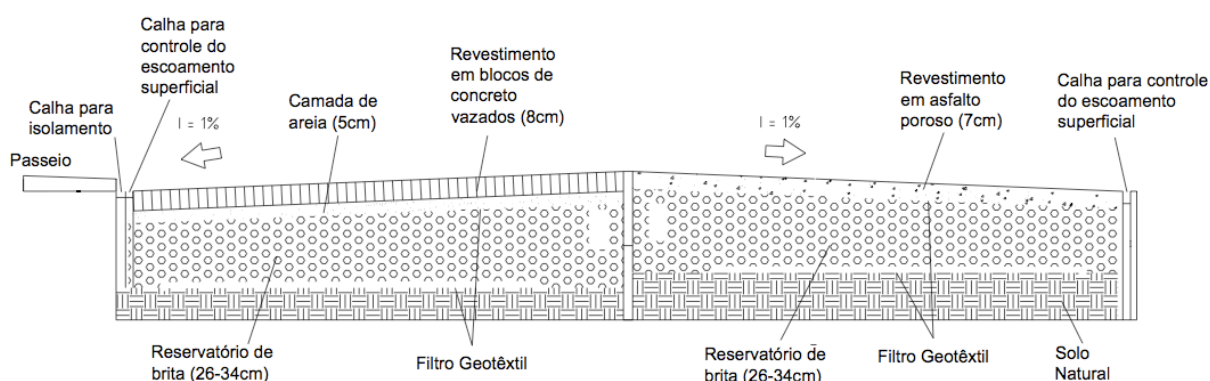 Calha para
controle do
escoamento
superficial
Calha para
isolamento
I = 1%
Passeio
Camada de
areia (5cm)
Revestimento
em blocos de
concreto
vazados (8cm)
I = 1%
Revestimento
em asfalto
poroso (7cm)
Calha para controle
do escoamento
superficial
Reservatório de
brita (26-34cm)
Filtro Geotêxtil
Reservatório de
brita (26-34cm)
Filtro Geotêxtil
Solo
Natural